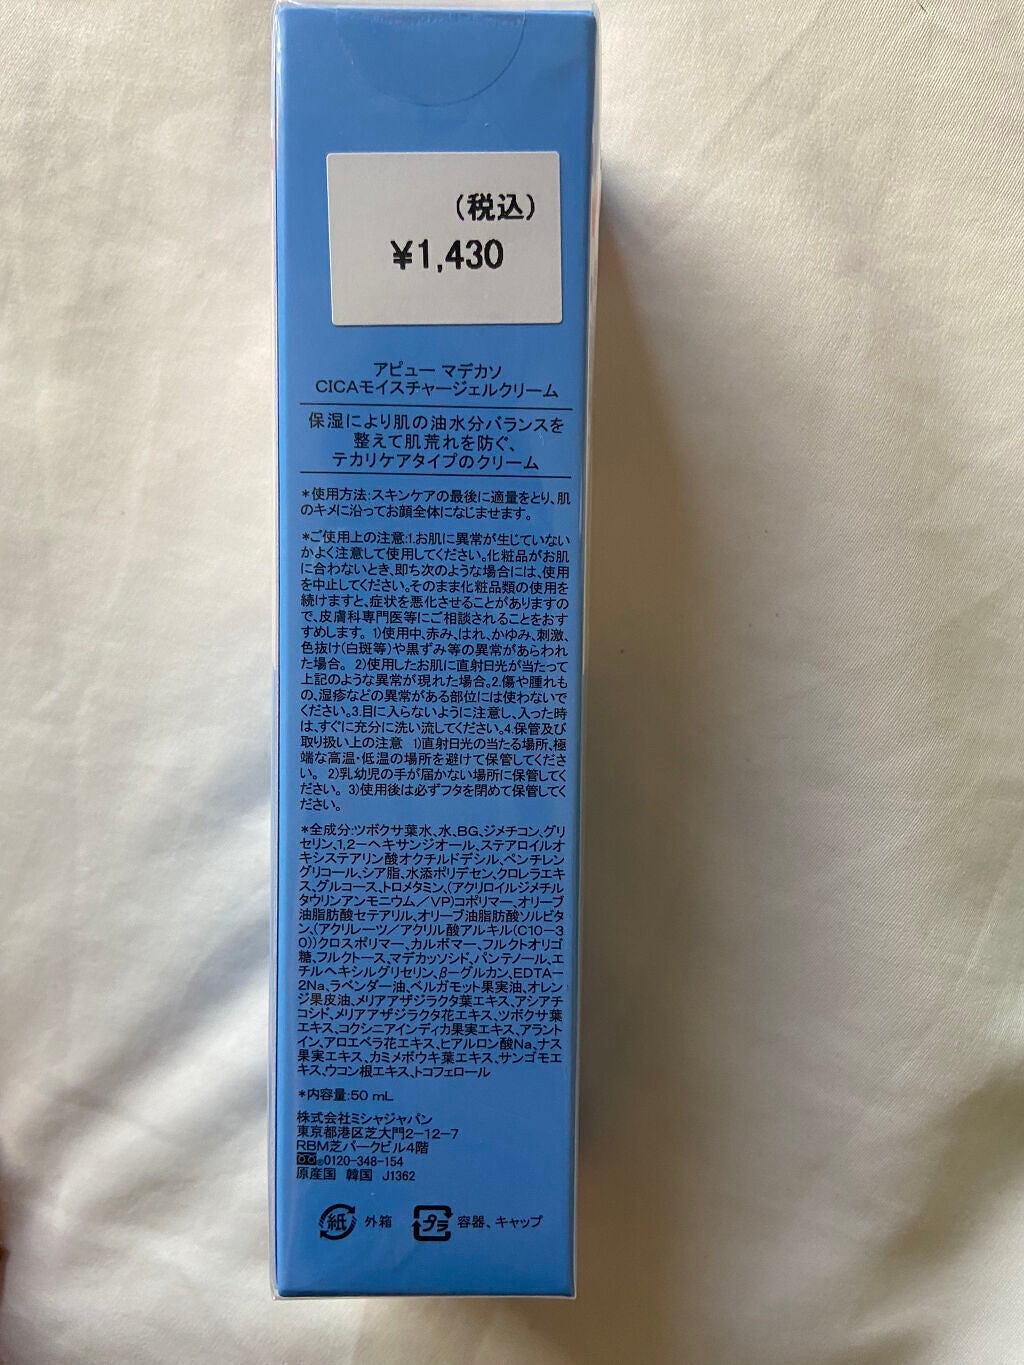 (税込)
¥1,430
アピュー マデカソ
CICAモイスチャージェルクリーム
保湿により肌の油水分バランスを
整えて肌荒れを防ぐ、
テカリケアタイプのクリーム
*使用方法:スキンケアの最後に適量をとり、肌
のキメに沿ってお顔全体になじませます。
*ご使用上の注意:1.お肌に異常が生じていない
かよく注意して使用してください。化粧品がお肌
に合わないとき、即ち次のような場合には、使用
を中止してください。そのまま化粧品類の使用を
続けますと、症状を悪化させることがありますの
で、皮膚科専門医等にご相談されることをおす
すめします。 1)使用中、赤み、はれ、かゆみ、刺激、
色抜け(白斑等)や黒ずみ等の異常があらわれ
た場合。 2)使用したお肌に直射日光が当たって
上記のような異常が現れた場合。2.傷や腫れも
の、湿疹などの異常がある部位には使わないで
ください。3.目に入らないように注意し、入った時
は、すぐに充分に洗い流してください。4.保管及び
取り扱い上の注意 1)直射日光の当たる場所、極
端な高温・低温の場所を避けて保管してくださ
い。 2)乳幼児の手が届かない場所に保管してく
ださい。 3)使用後は必ずフタを閉めて保管してく
ださい。
*全成分:ツボクサ葉水、水、BG、ジメチコン、グリ
セリン、1,2-ヘキサンジオール、ステアロイルオ
キシステアリン酸オクチルドデシル、ペンチレン
グリコール、シア脂、水添ポリデセン、クロレラエキ
ス、グルコース、トロメタミン、(アクリロイルジメチル
タウリンアンモニウム/VP)コポリマー、オリーブ
油脂肪酸セテアリル、オリーブ油脂肪酸ソルビタ
ン、(アクリレーツ/アクリル酸アルキル(C10-3
0))クロスポリマー、カルボマー、フルクトオリゴ
糖、フルクトース、マデカッソシド、パンテノール、エ
チルヘキシルグリセリン、β-グルカン、EDTA-
2Na、ラベンダー油、ベルガモット果実油、オレン
ジ果皮油、メリアアザジラクタ葉エキス、アシアチ
コシド、メリアアザジラクタ花エキス、ツボクサ葉
エキス、コクシニアインディカ果実エキス、アラント
イン、アロエベラ花エキス、ヒアルロン酸Na、ナス
果実エキス、カミメボウキ葉エキス、サンゴモエ
キス、ウコン根エキス、トコフェロール
*内容量:50 mL
株式会社ミシャジャパン
東京都港区芝大門2-12-7
RBM芝パークビル4階
®0120-348-154
原産国 韓国 J1362
紙 外箱 プラ 容器、キャップ